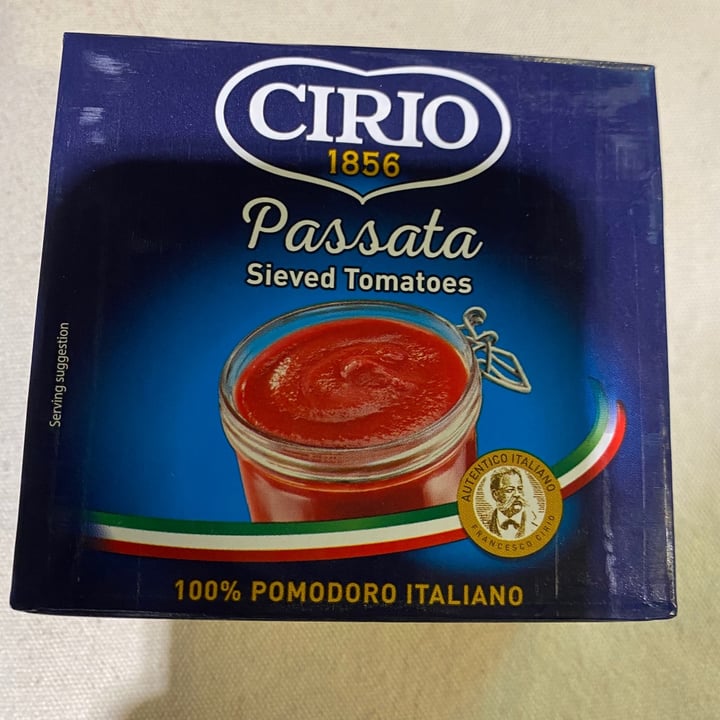 CIRIO
1856
Passata
Sieved Tomatoes
Serving suggestion
AUTENTICO ITALIANO
FRANCESCO CIRIO
100% POMODORO ITALIANO